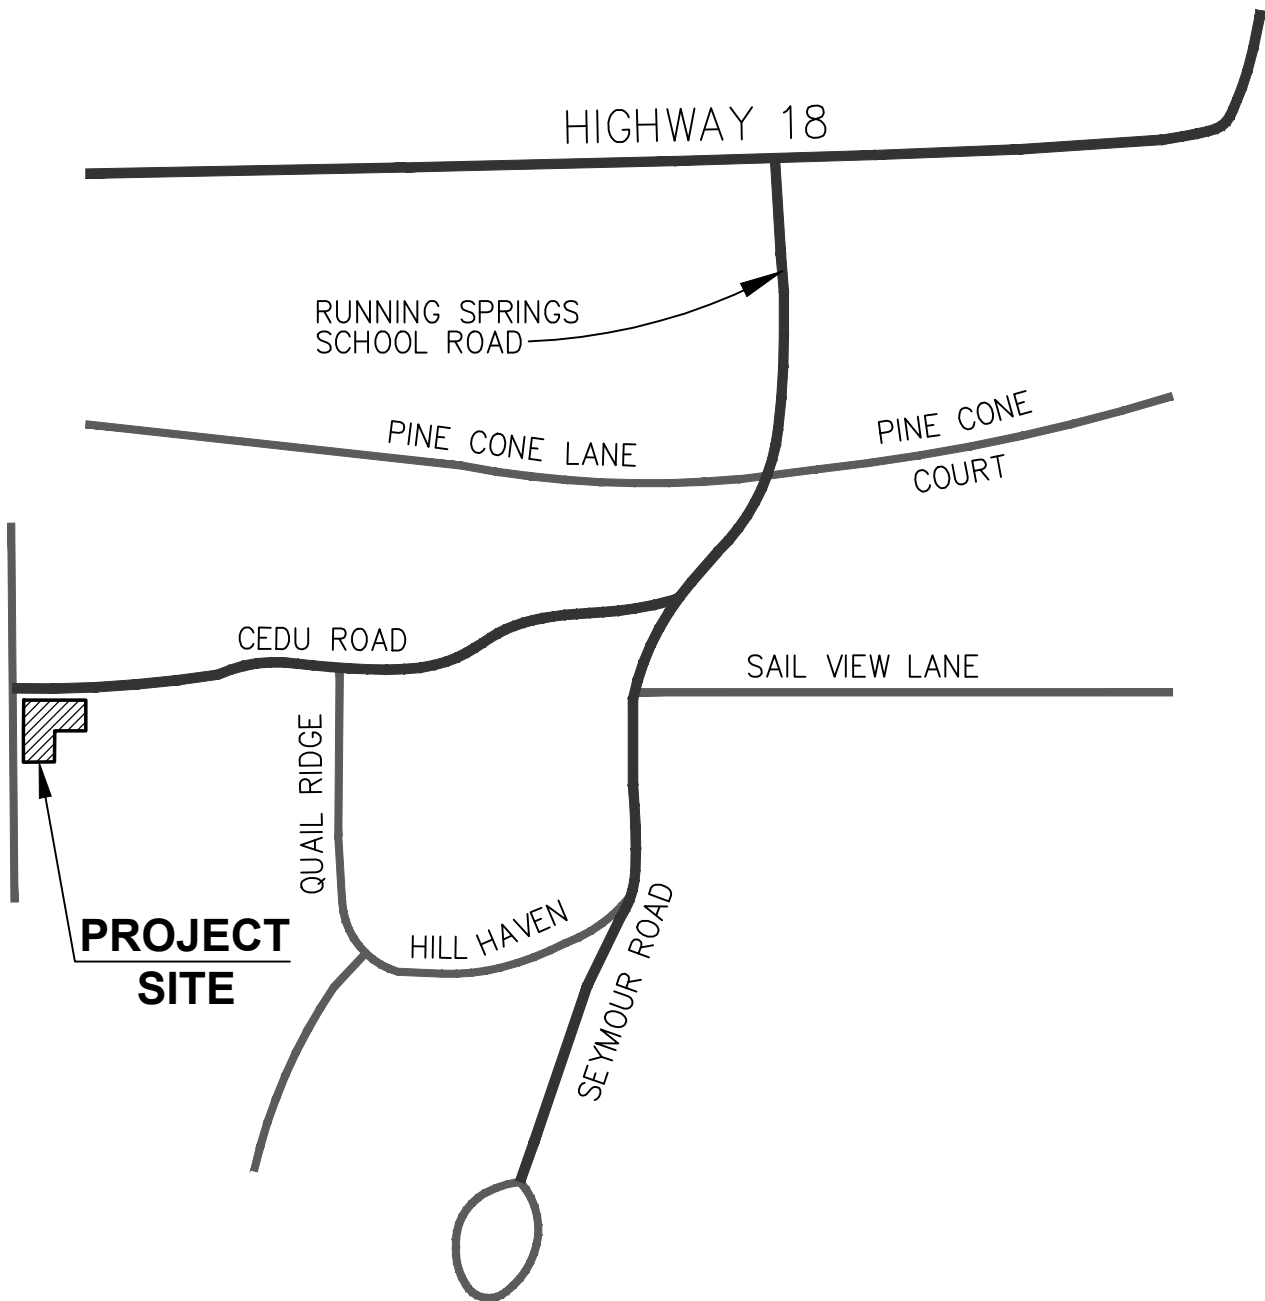 HIGHWAY 18
RUNNING SPRINGS
SCHOOL ROAD
PINE CONE LANE
PINE CONE
COURT
CEDU ROAD
SAIL VIEW LANE
QUAIL RIDGE
HILL HAVEN
SEYMOUR ROAD
PROJECT
SITE